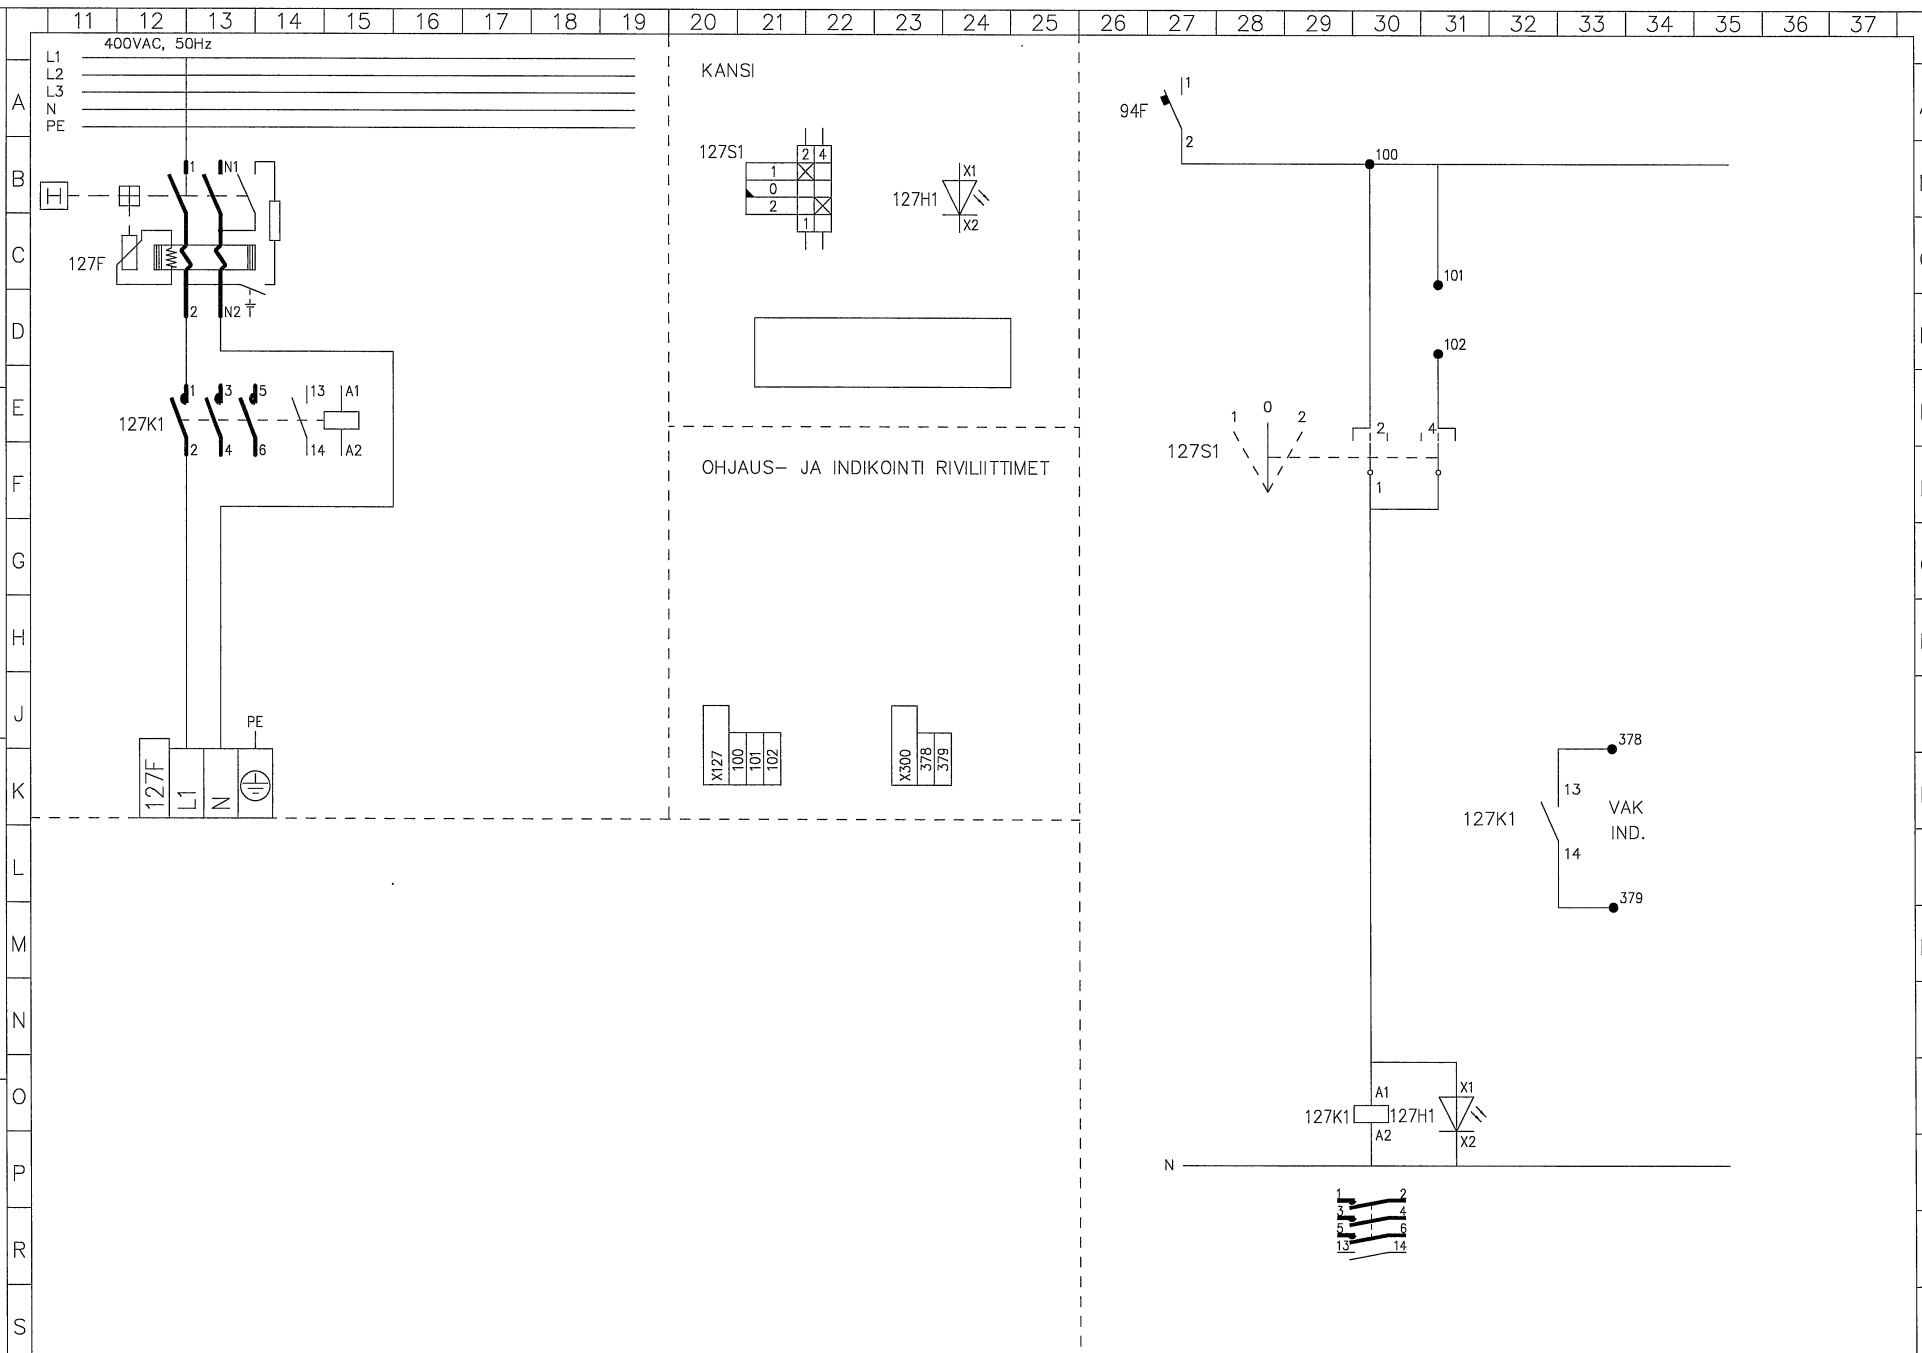 11 12 13 14 15 16 17 18 19 20 21 22 23 24 25 26 27 28 29 30 31 32 33 34 35 36 37
400VAC, 50Hz
L1
L2
L3
N
PE
A
B
C
D
E
F
G
H
J
K
L
M
N
O
P
R
S
H
1
N1
127F
2
N2
127K1
1 3 5 13 A1
2 4 6 14 A2
PE
127F
L1
N
KANSI
127S1
2 4
1
0
2
1
127H1
X1
X2
OHJAUS- JA INDIKOINTI RIVILIITTIMET
X127
100
101
102
X300
378
379
94F
1
2
100
101
102
127S1
1 0 2
2
4
1
378
13
127K1
VAK
IND.
14
379
127K1
A1
A2
127H1
X1
X2
N
1 2
3 4
5 6
13 14